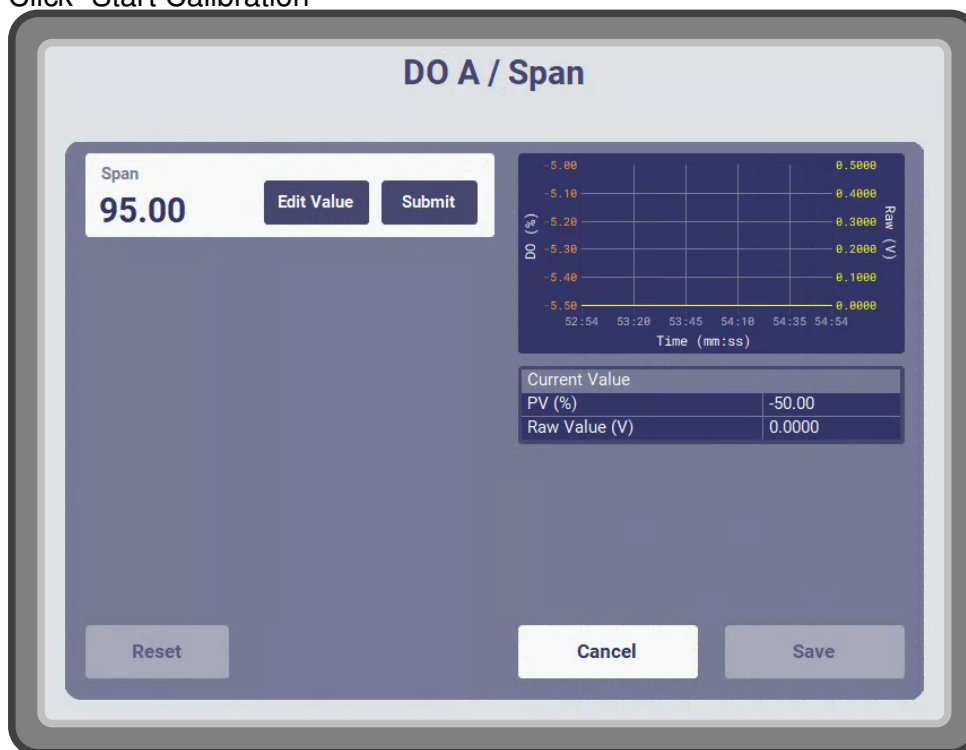 Click "Start Calibration"
DO A / Span
Span
95.00
Edit Value
Submit
-5.00
-5.10
-5.20
-5.30
-5.40
-5.50
DO (%)
0.5000
0.4000
0.3000
0.2000
0.1000
0.0000
Raw (V)
52:54 53:20 53:45 54:10 54:35 54:54
Time (mm:ss)
Current Value
PV (%) -50.00
Raw Value (V) 0.0000
Reset
Cancel
Save